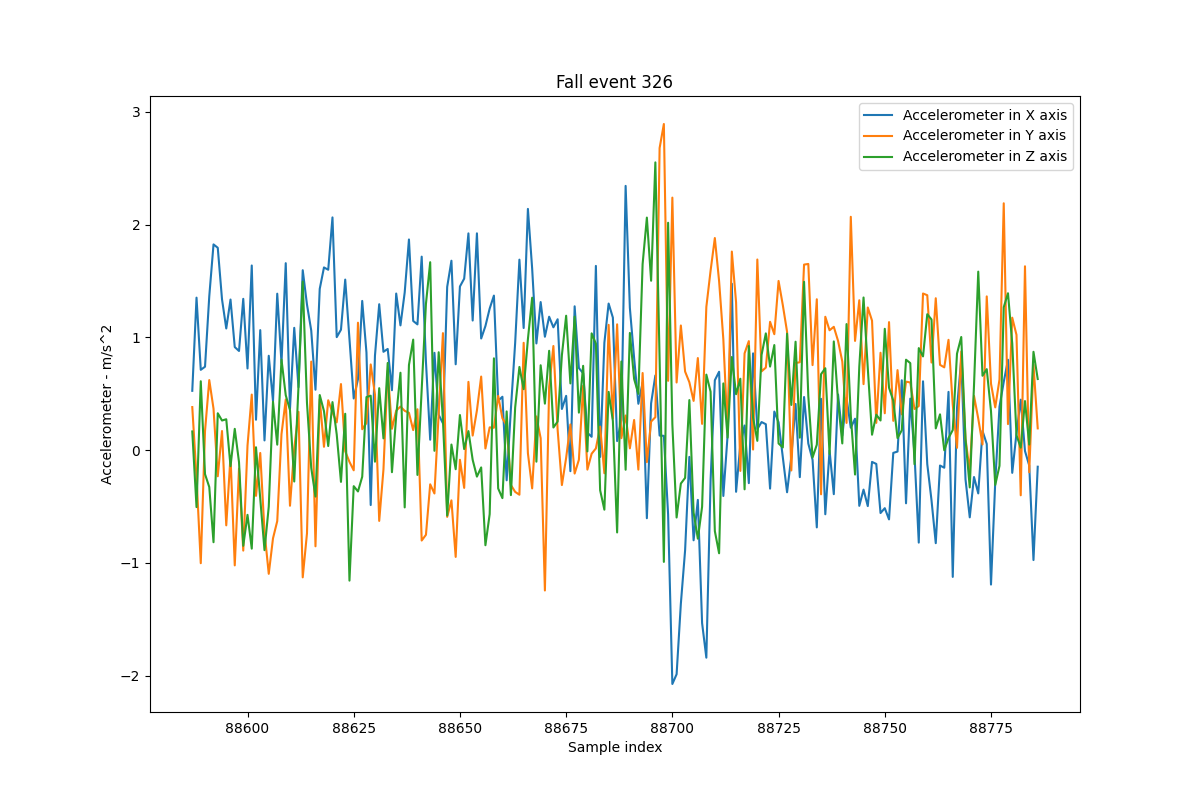 Fall event 326
Accelerometer in X axis
Accelerometer in Y axis
Accelerometer in Z axis
Accelerometer - m/s^2
3
2
1
0
−1
−2
88600 88625 88650 88675 88700 88725 88750 88775
Sample index